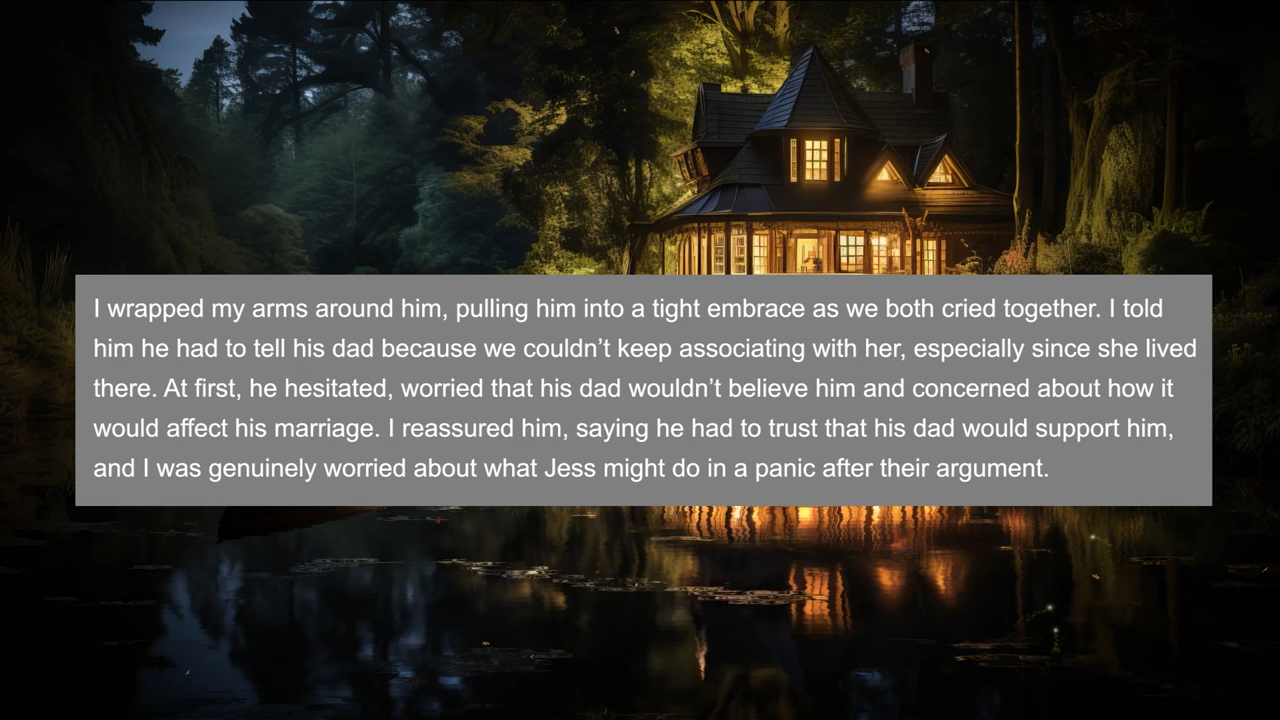 I wrapped my arms around him, pulling him into a tight embrace as we both cried together. I told
him he had to tell his dad because we couldn’t keep associating with her, especially since she lived
there. At first, he hesitated, worried that his dad wouldn’t believe him and concerned about how it
would affect his marriage. I reassured him, saying he had to trust that his dad would support him,
and I was genuinely worried about what Jess might do in a panic after their argument.